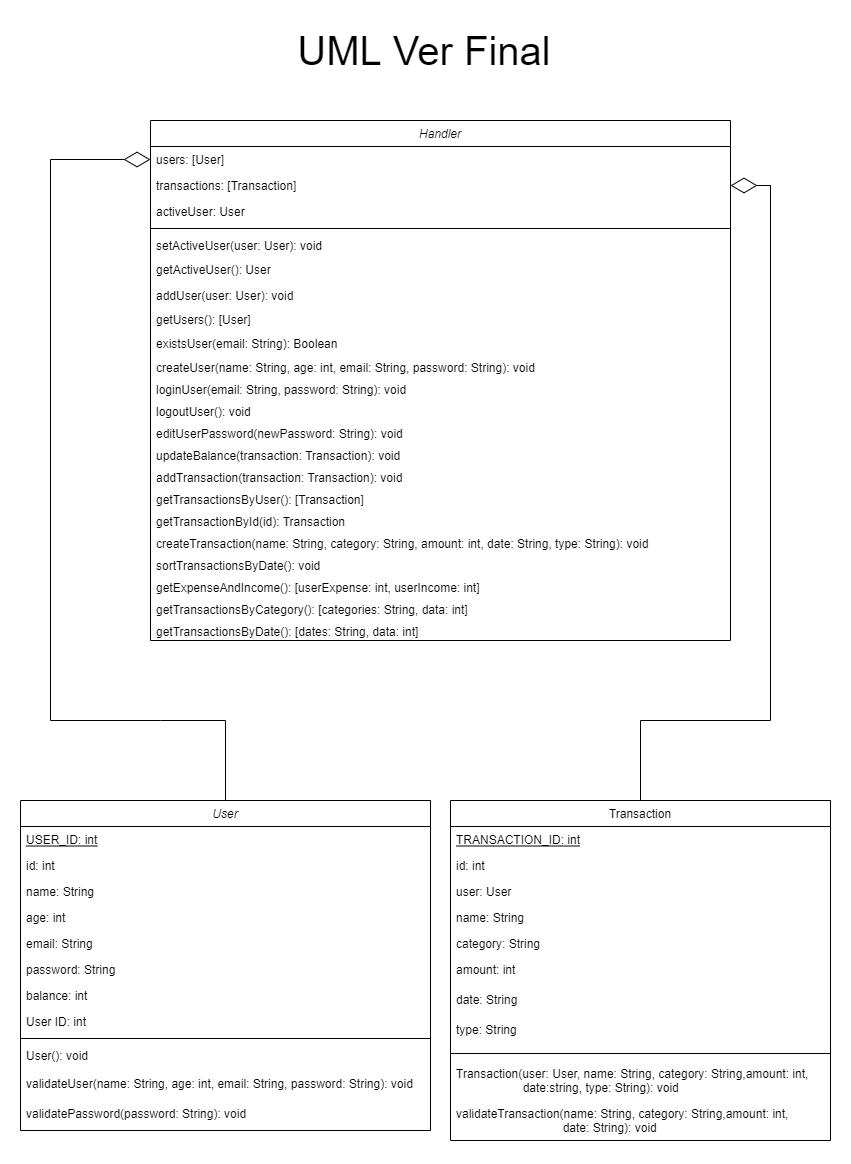 UML Ver Final
Handler
users: [User]
transactions: [Transaction]
activeUser: User
setActiveUser(user: User): void
getActiveUser(): User
addUser(user: User): void
getUsers(): [User]
existsUser(email: String): Boolean
createUser(name: String, age: int, email: String, password: String): void
loginUser(email: String, password: String): void
logoutUser(): void
editUserPassword(newPassword: String): void
updateBalance(transaction: Transaction): void
addTransaction(transaction: Transaction): void
getTransactionsByUser(): [Transaction]
getTransactionById(id): Transaction
createTransaction(name: String, category: String, amount: int, date: String, type: String): void
sortTransactionsByDate(): void
getExpenseAndIncome(): [userExpense: int, userIncome: int]
getTransactionsByCategory(): [categories: String, data: int]
getTransactionsByDate(): [dates: String, data: int]
User
USER_ID: int
id: int
name: String
age: int
email: String
password: String
balance: int
User ID: int
User(): void
validateUser(name: String, age: int, email: String, password: String): void
validatePassword(password: String): void
Transaction
TRANSACTION_ID: int
id: int
user: User
name: String
category: String
amount: int
date: String
type: String
Transaction(user: User, name: String, category: String,amount: int,
date:string, type: String): void
validateTransaction(name: String, category: String,amount: int,
date: String): void